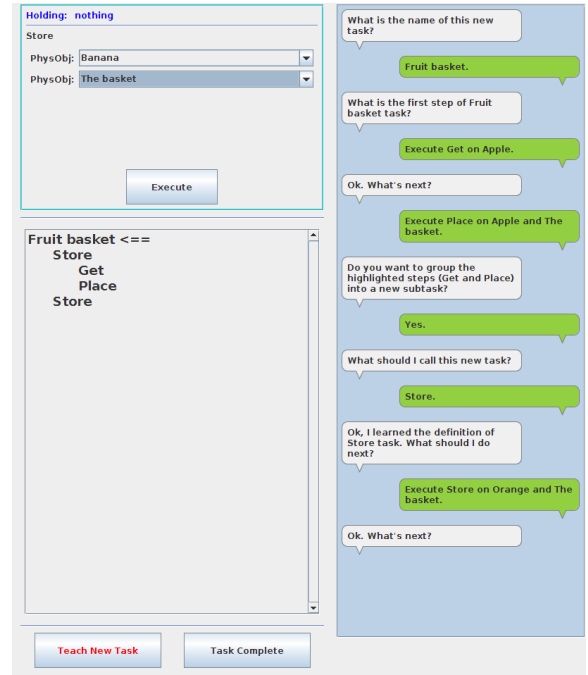 Holding: nothing
Store
PhysObj: Banana
PhysObj: The basket
Execute
Fruit basket <==
Store
Get
Place
Store
Teach New Task
Task Complete
What is the name of this new
task?
Fruit basket.
What is the first step of Fruit
basket task?
Execute Get on Apple.
Ok. What's next?
Execute Place on Apple and The
basket.
Do you want to group the
highlighted steps (Get and Place)
into a new subtask?
Yes.
What should I call this new task?
Store.
Ok, I learned the definition of
Store task. What should I do
next?
Execute Store on Orange and The
basket.
Ok. What's next?